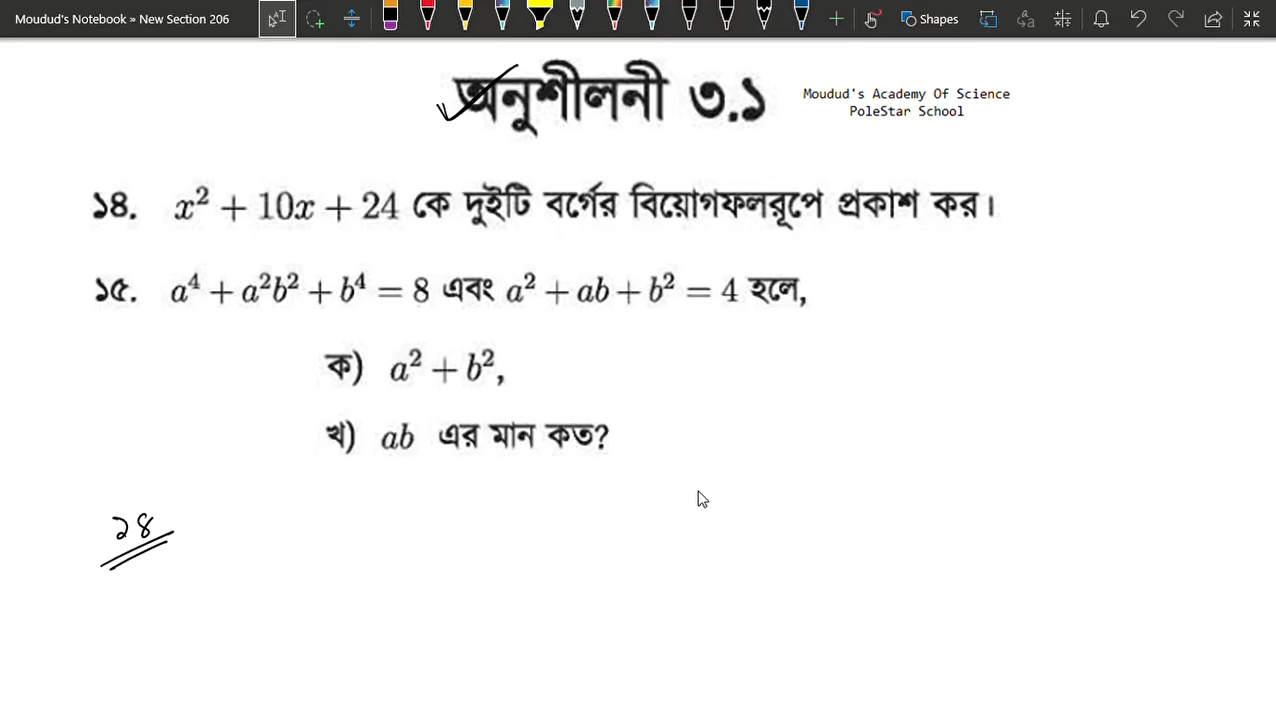 Moudud's Notebook » New Section 206
Shapes
অনুশীলনী ৩.১
Moudud's Academy Of Science
PoleStar School
১৪. x² + 10x + 24 কে দুইটি বর্গের বিয়োগফলরূপে প্রকাশ কর।
১৫. a⁴ + a²b² + b⁴ = 8 এবং a² + ab + b² = 4 হলে,
ক) a² + b²,
খ) ab এর মান কত?
১৪